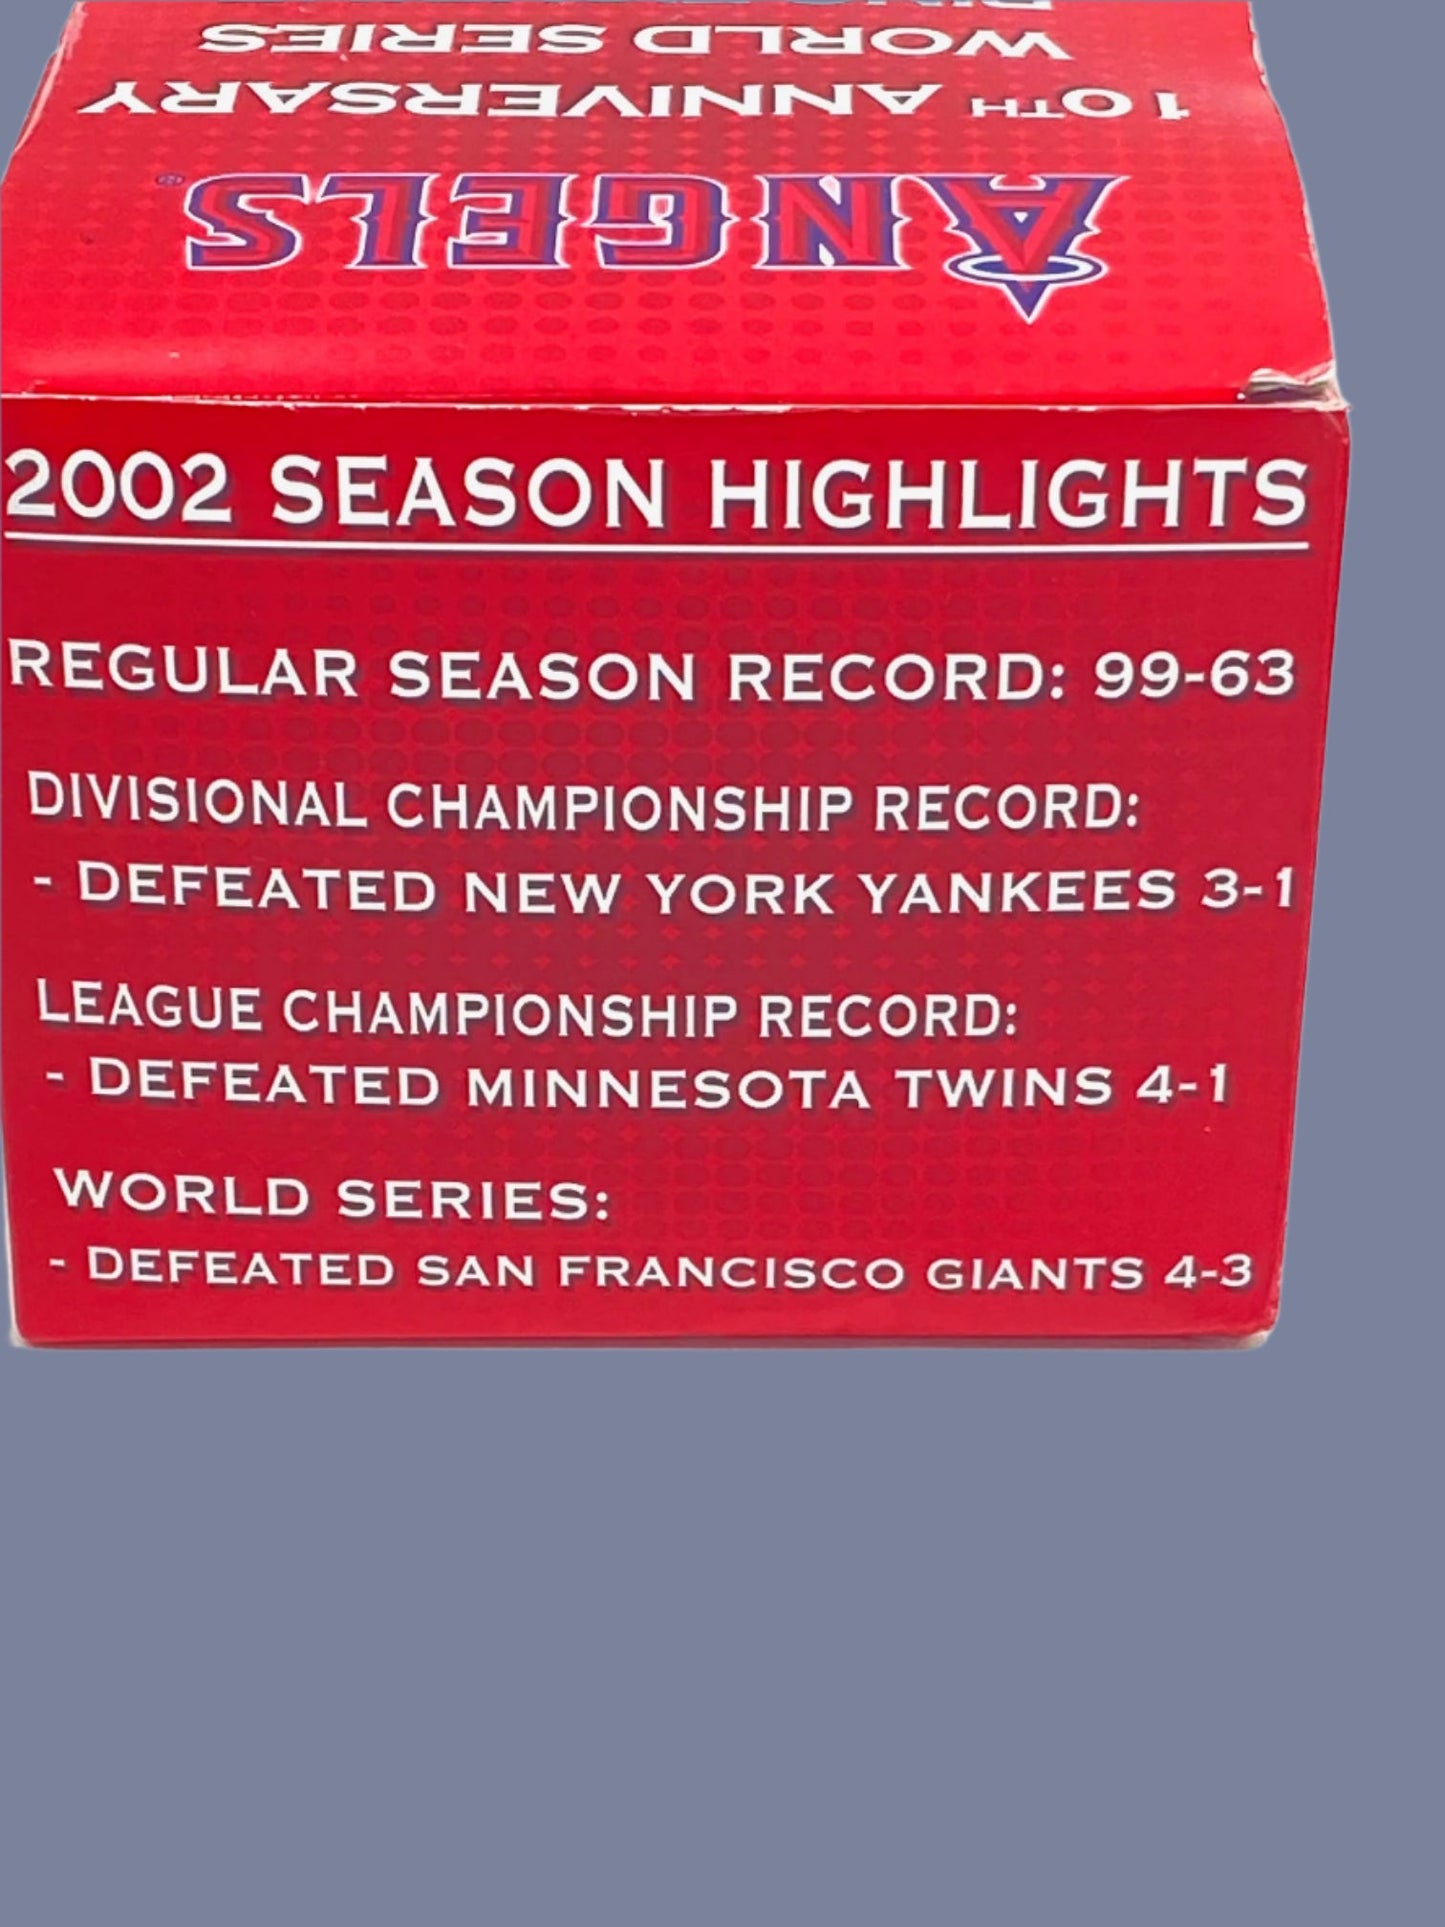 WORLD SERIES
10TH ANNIVERSARY
ANGELS
2002 SEASON HIGHLIGHTS
REGULAR SEASON RECORD: 99-63
DIVISIONAL CHAMPIONSHIP RECORD:
- DEFEATED NEW YORK YANKEES 3-1
LEAGUE CHAMPIONSHIP RECORD:
- DEFEATED MINNESOTA TWINS 4-1
WORLD SERIES:
- DEFEATED SAN FRANCISCO GIANTS 4-3